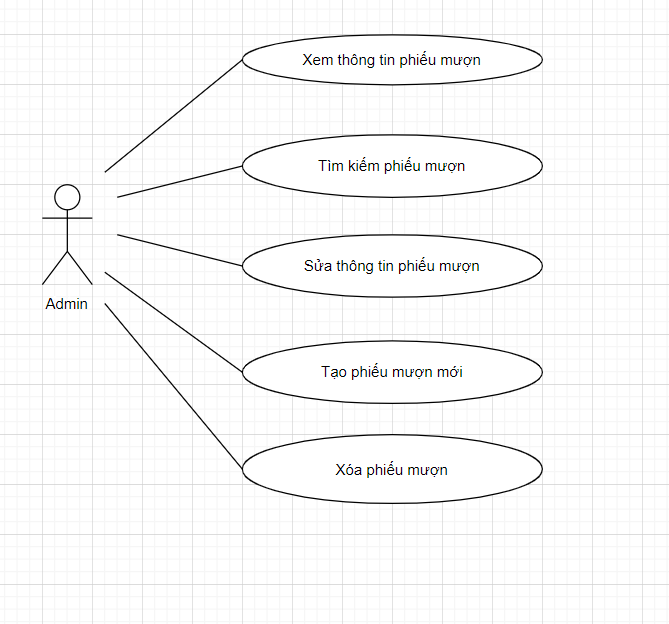 Xem thông tin phiếu mượn
Tìm kiếm phiếu mượn
Sửa thông tin phiếu mượn
Admin
Tạo phiếu mượn mới
Xóa phiếu mượn